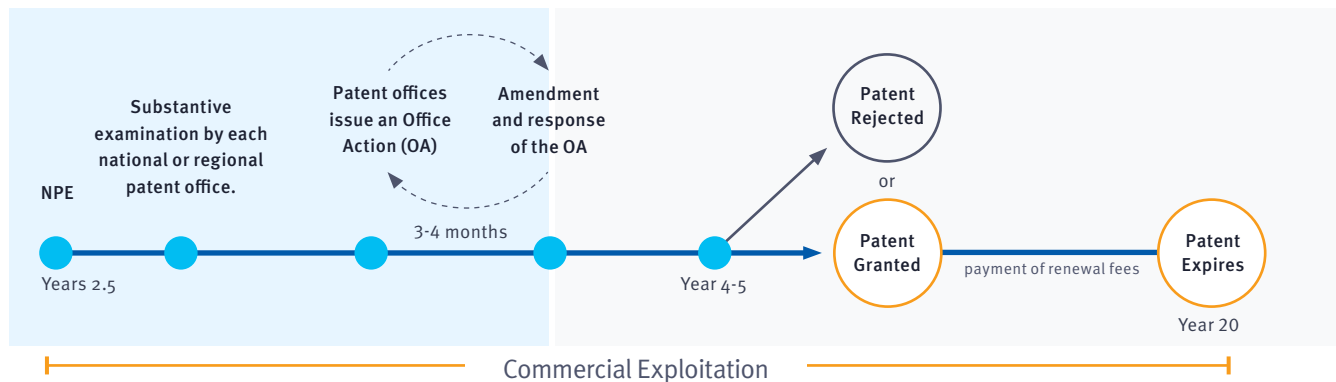 NPE
Years 2.5
Substantive
examination by each
national or regional
patent office.
Patent offices
issue an Office
Action (OA)
Amendment
and response
of the OA
3-4 months
Year 4-5
Patent
Rejected
or
Patent
Granted
payment of renewal fees
Patent
Expires
Year 20
Commercial Exploitation